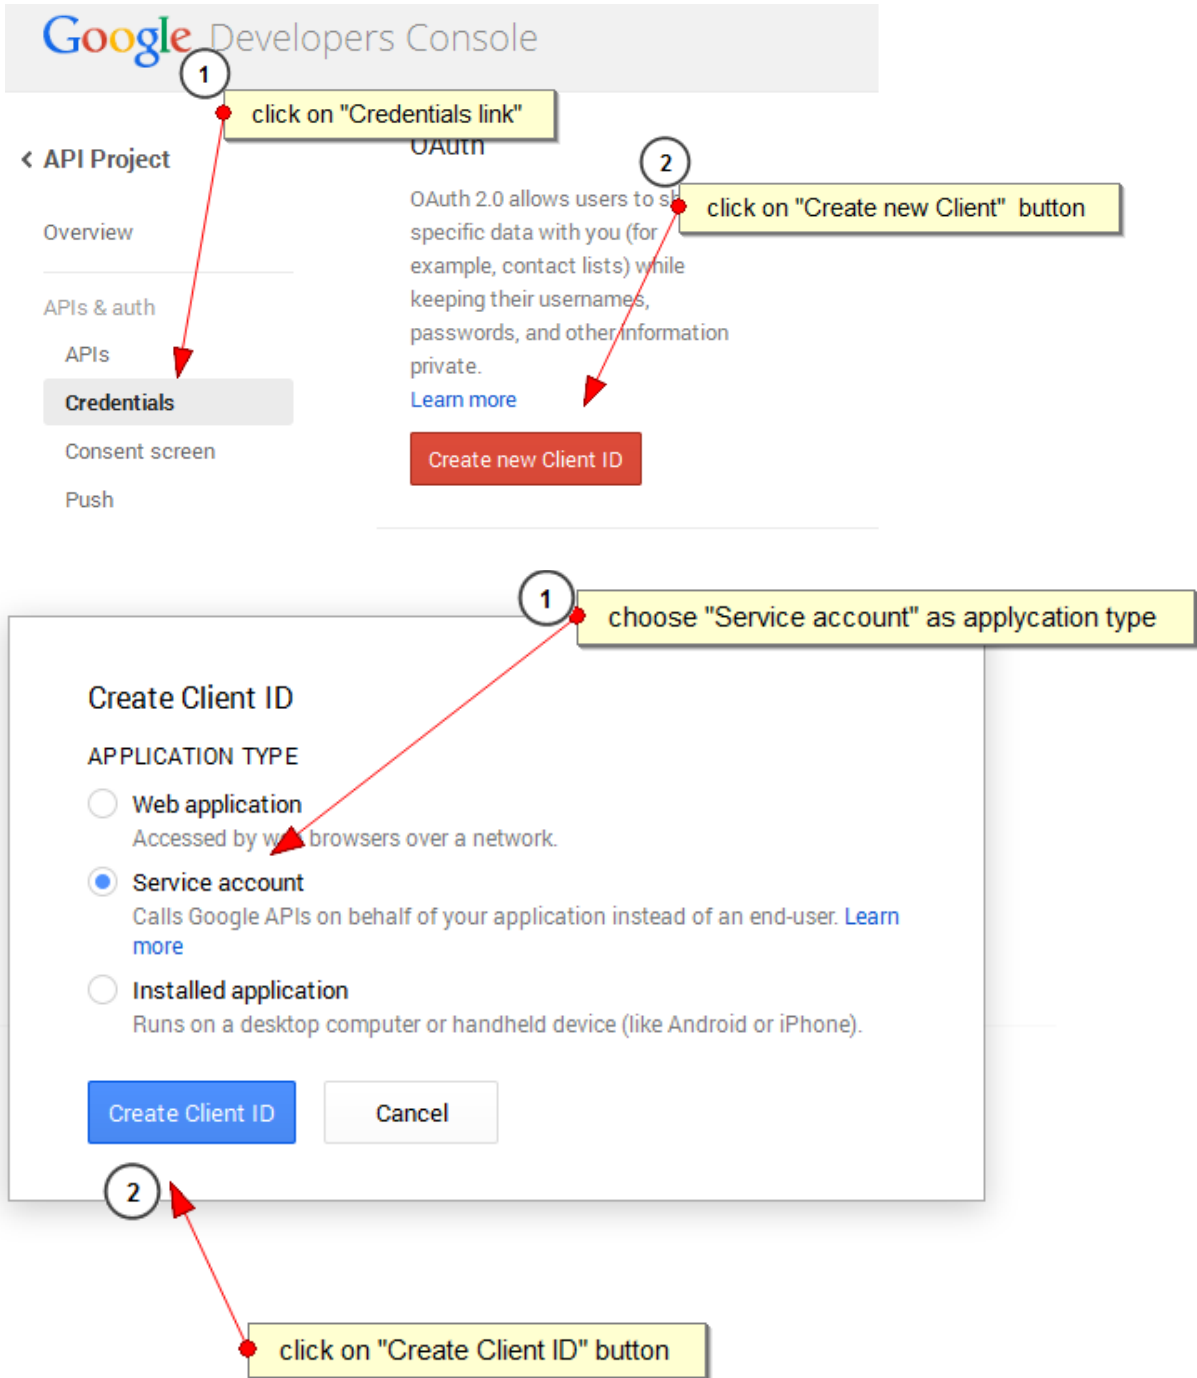 Google Developers Console
1
click on "Credentials link"
API Project
OAuth
2
OAuth 2.0 allows users to
click on "Create new Client" button
Overview
specific data with you (for
example, contact lists) while
APIs & auth
keeping their usernames,
passwords, and other information
APIs
private.
Credentials
Learn more
Consent screen
Create new Client ID
Push
1
choose "Service account" as applycation type
Create Client ID
APPLICATION TYPE
Web application
Accessed by web browsers over a network.
Service account
Calls Google APIs on behalf of your application instead of an end-user. Learn
more
Installed application
Runs on a desktop computer or handheld device (like Android or iPhone).
Create Client ID
Cancel
2
click on "Create Client ID" button